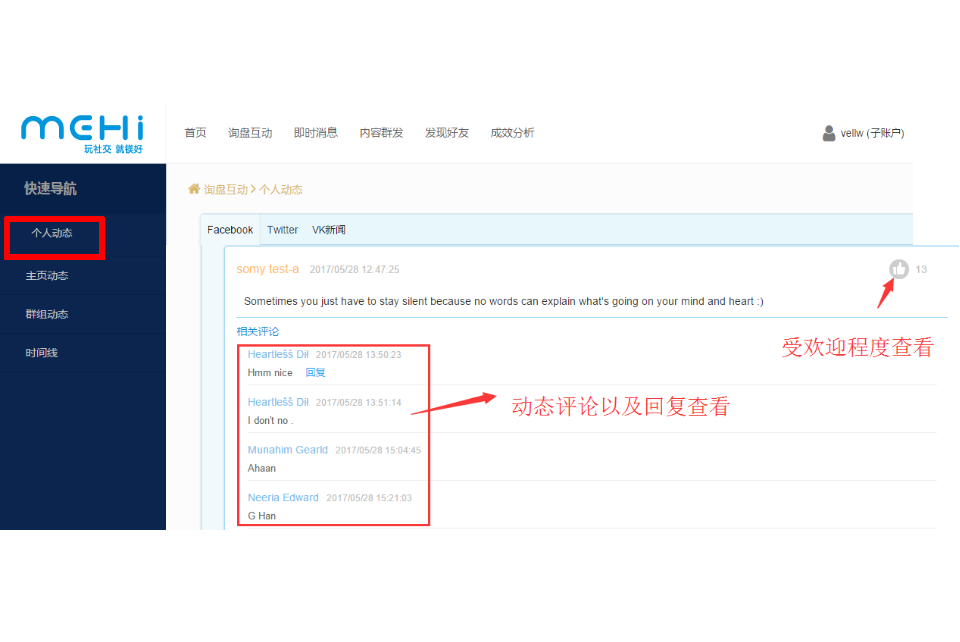 MEHi
玩社交 就镁好
首页 询盘互动 即时消息 内容群发 发现好友 成效分析
vellw (子账户)
快速导航
个人动态
主页动态
群组动态
时间线
询盘互动 > 个人动态
Facebook Twitter VK新闻
somy test-a 2017/05/28 12:47:25
13
Sometimes you just have to stay silent because no words can explain what's going on your mind and heart :)
受欢迎程度查看
相关评论
Heartlešš Dił 2017/05/28 13:50:23
Hmm nice 回复
Heartlešš Dił 2017/05/28 13:51:14
I don't no .
动态评论以及回复查看
Munahim Gearld 2017/05/28 15:04:45
Ahaan
Neeria Edward 2017/05/28 15:21:03
G Han